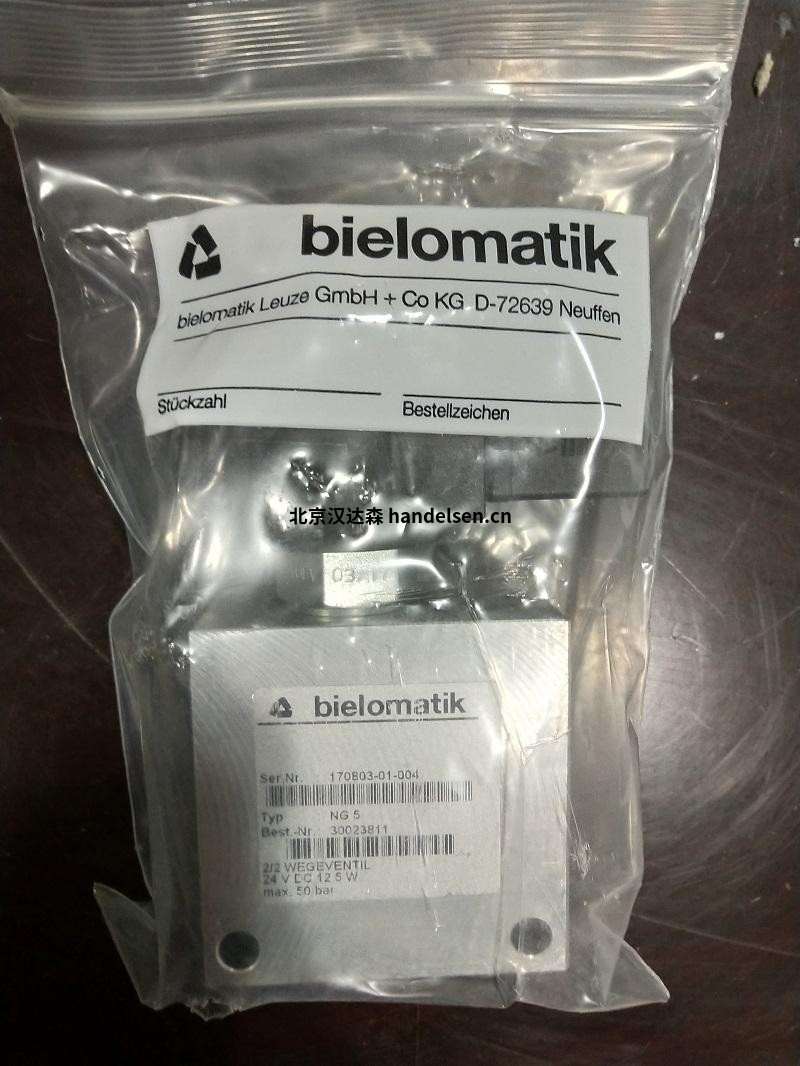 bielomatik
bielomatik Leuze GmbH + Co KG D-72639 Neuffen
Stückzahl
Bestellzeichen
北京汉达森 handelsen.cn
bielomatik
Ser.Nr. : 170803-01-004
Typ : NG 5
Best.-Nr.: 30023811
2/2 WEGEVENTIL
24 V DC 12.5 W
max. 50 bar